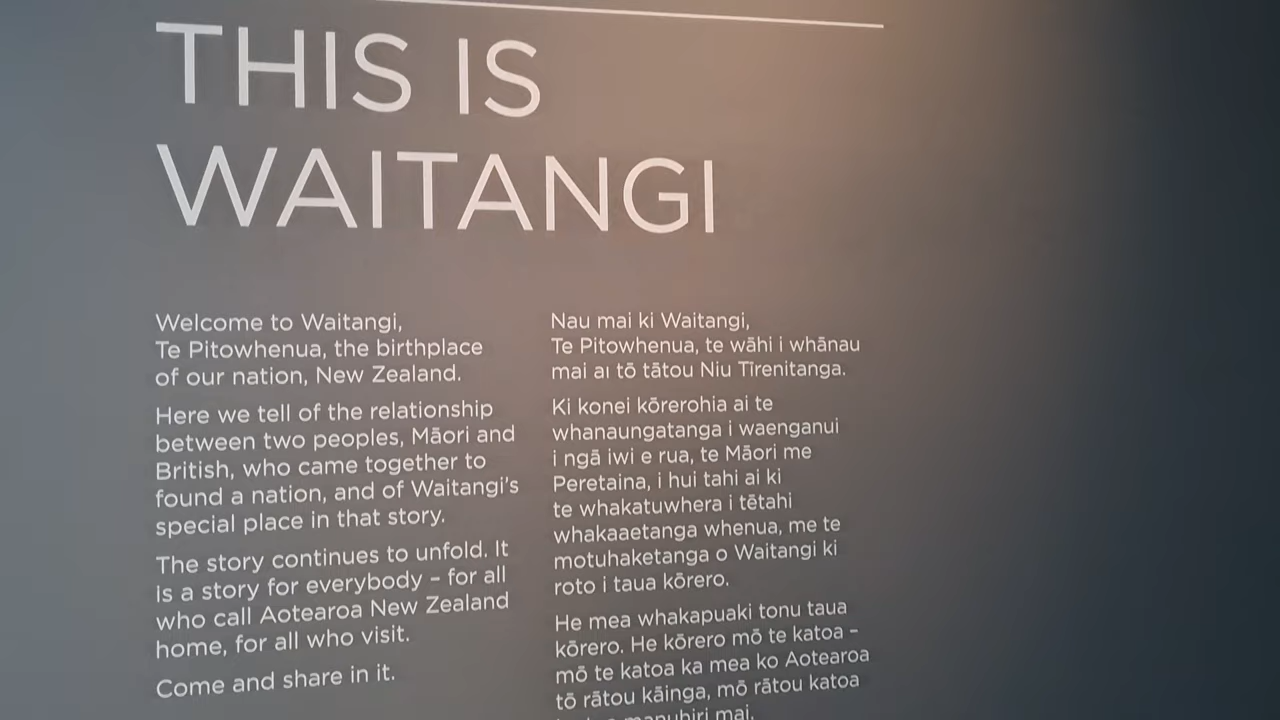 THIS IS
WAITANGI
Welcome to Waitangi,
Te Pitowhenua, the birthplace
of our nation, New Zealand.
Here we tell of the relationship
between two peoples, Māori and
British, who came together to
found a nation, and of Waitangi's
special place in that story.
The story continues to unfold. It
is a story for everybody – for all
who call Aotearoa New Zealand
home, for all who visit.
Come and share in it.
Nau mai ki Waitangi,
Te Pitowhenua, te wāhi i whānau
mai ai tō tātou Niu Tīrenitanga.
Ki konei kōrerohia ai te
whanaungatanga i waenganui
i ngā iwi e rua, te Māori me
Peretaina, i hui tahi ai ki
te whakatuwhera i tētahi
whakaaetanga whenua, me te
motuhaketanga o Waitangi ki
roto i taua kōrero.
He mea whakapuaki tonu taua
kōrero. He kōrero mō te katoa –
mō te katoa ka mea ko Aotearoa
tō rātou kāinga, mō rātou katoa
manuhiri mai.